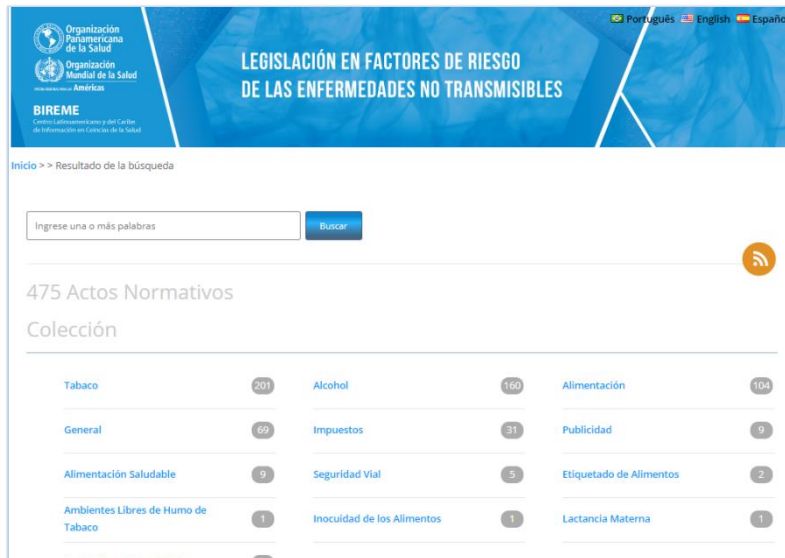 Organización
Panamericana
de la Salud
Organización
Mundial de la Salud
Américas
BIREME
Centro Latinoamericano y del Caribe
de Información en Ciencias de la Salud
Português English Españo
LEGISLACIÓN EN FACTORES DE RIESGO
DE LAS ENFERMEDADES NO TRANSMISIBLES
Inicio > > Resultado de la búsqueda
Ingrese una o más palabras
Buscar
475 Actos Normativos
Colección
Tabaco 201 Alcohol 160 Alimentación 104
General 69 Impuestos 31 Publicidad 9
Alimentación Saludable 9 Seguridad Vial 5 Etiquetado de Alimentos 2
Ambientes Libres de Humo de
Tabaco 1 Inocuidad de los Alimentos 1 Lactancia Materna 1